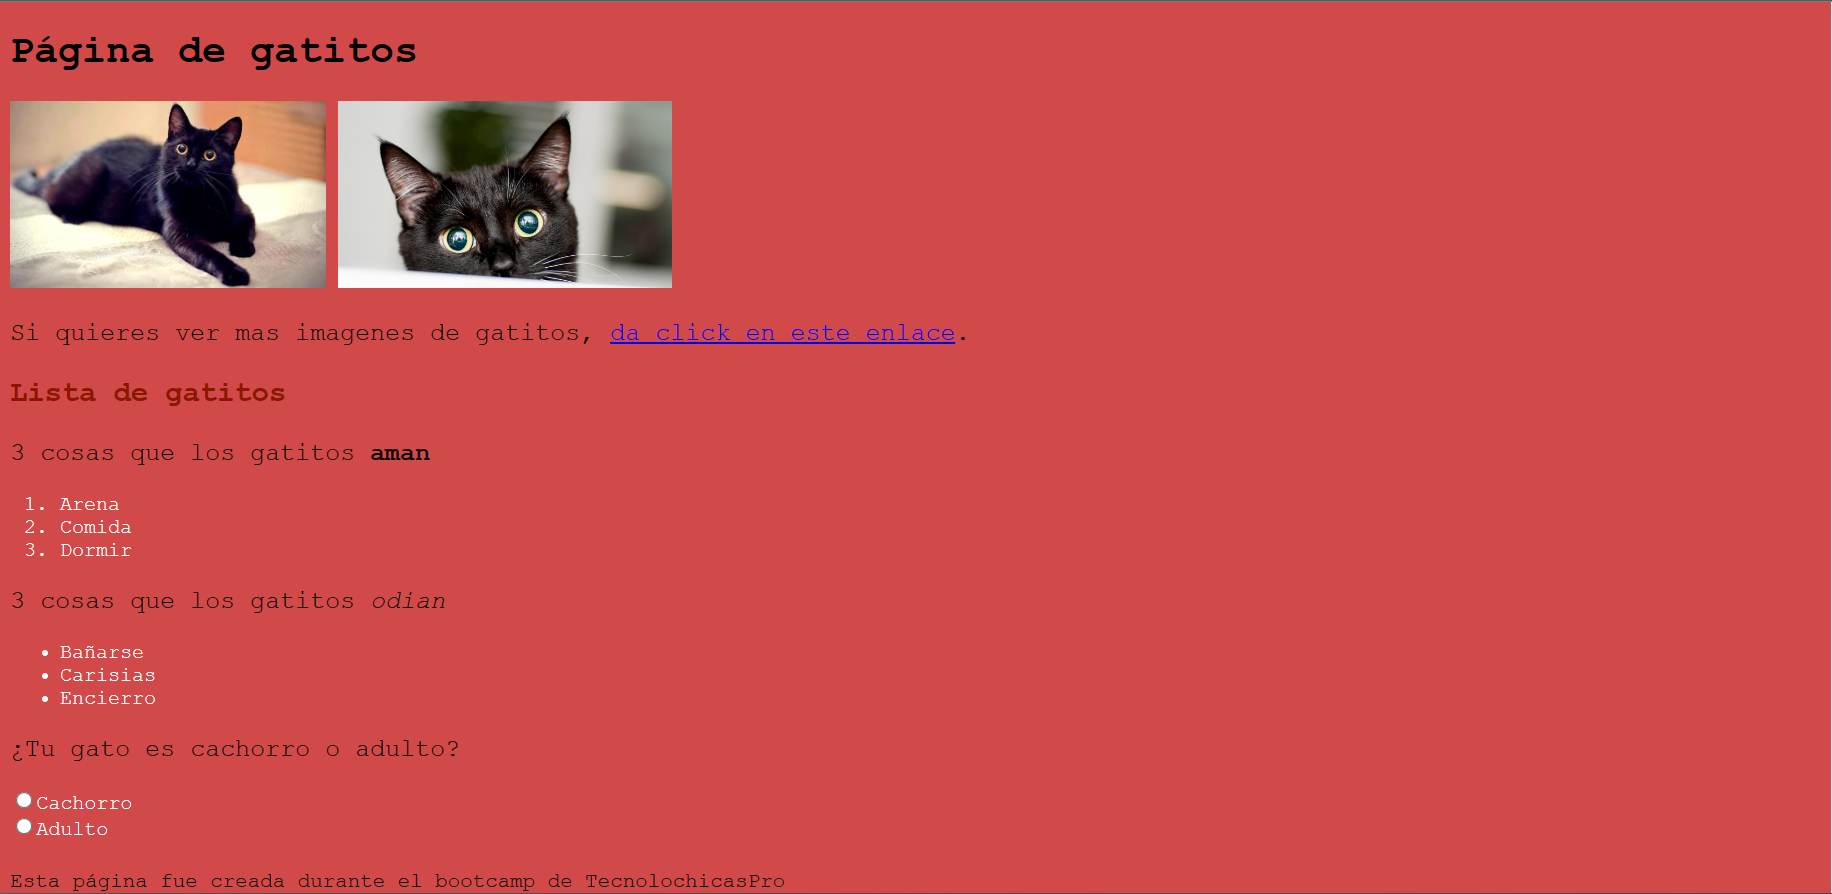 Página de gatitos
Si quieres ver mas imagenes de gatitos, da click en este enlace.
Lista de gatitos
3 cosas que los gatitos aman
1. Arena
2. Comida
3. Dormir
3 cosas que los gatitos odian
• Bañarse
• Carisias
• Encierro
¿Tu gato es cachorro o adulto?
Cachorro
Adulto
Esta página fue creada durante el bootcamp de TecnolochicasPro